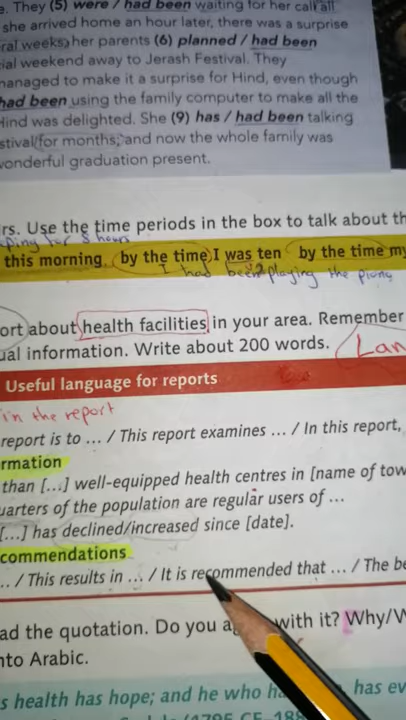 e. They (5) were / had been waiting for her call all
she arrived home an hour later, there was a surprise
ral weeks, her parents (6) planned / had been
ial weekend away to Jerash Festival. They
managed to make it a surprise for Hind, even though
had been using the family computer to make all the
Hind was delighted. She (9) has / had been talking
stival for months, and now the whole family was
wonderful graduation present.
rs. Use the time periods in the box to talk about th
ping for 8 hours
this morning by the time I was ten by the time my
I had been playing the piano
ort about health facilities in your area. Remember
ual information. Write about 200 words.
Lan
Useful language for reports
in the report
report is to ... / This report examines ... / In this report,
rmation
than [...] well-equipped health centres in [name of tow
uarters of the population are regular users of ...
[...] has declined/increased since [date].
commendations
.. / This results in ... / It is recommended that ... / The be
ad the quotation. Do you a with it? Why/W
nto Arabic.
s health has hope; and he who h has ev